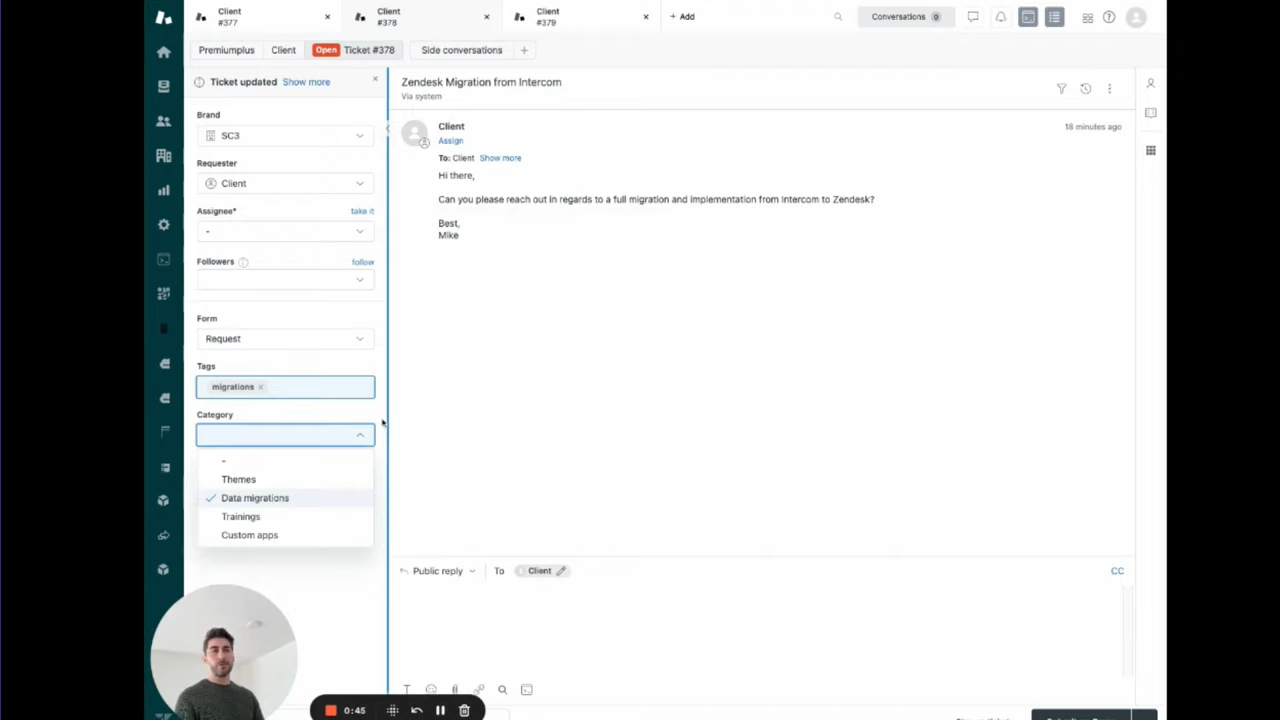 Client
#377
Client
#378
Client
#379
+ Add
Conversations 0
Premiumplus
Client
Open Ticket #378
Side conversations
+
Ticket updated Show more
Brand
SC3
Requester
Client
Assignee*
take it
-
Followers
follow
Form
Request
Tags
migrations ×
Category
-
Themes
Data migrations
Trainings
Custom apps
Zendesk Migration from Intercom
Via system
Client
18 minutes ago
Assign
To: Client Show more
Hi there,
Can you please reach out in regards to a full migration and implementation from Intercom to Zendesk?
Best,
Mike
Public reply
To
Client
CC
0:45